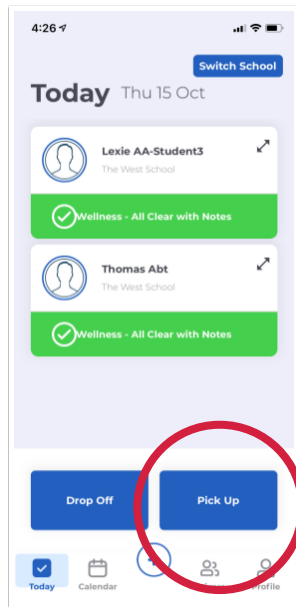 4:26
Switch School
Today Thu 15 Oct
Lexie AA-Student3
The West School
Wellness - All Clear with Notes
Thomas Abt
The West School
Wellness - All Clear with Notes
Drop Off
Pick Up
Today Calendar Profile